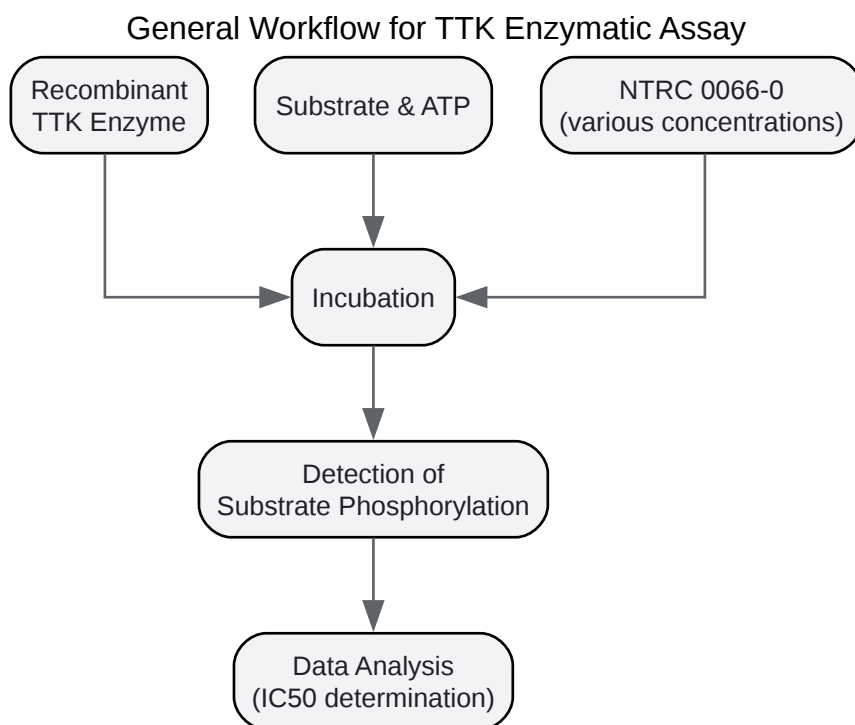 General Workflow for TTK Enzymatic Assay
Recombinant
TTK Enzyme
Substrate & ATP
NTRC 0066-0
(various concentrations)
Incubation
Detection of
Substrate Phosphorylation
Data Analysis
(IC50 determination)